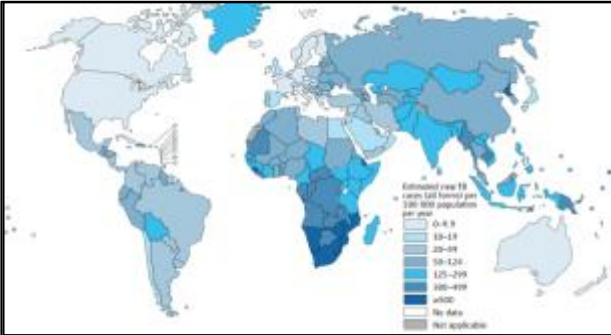 Estimated new TB
cases (all forms) per
100 000 population
per year
0–9.9
10–19
20–49
50–124
125–299
300–499
≥500
No data
Not applicable